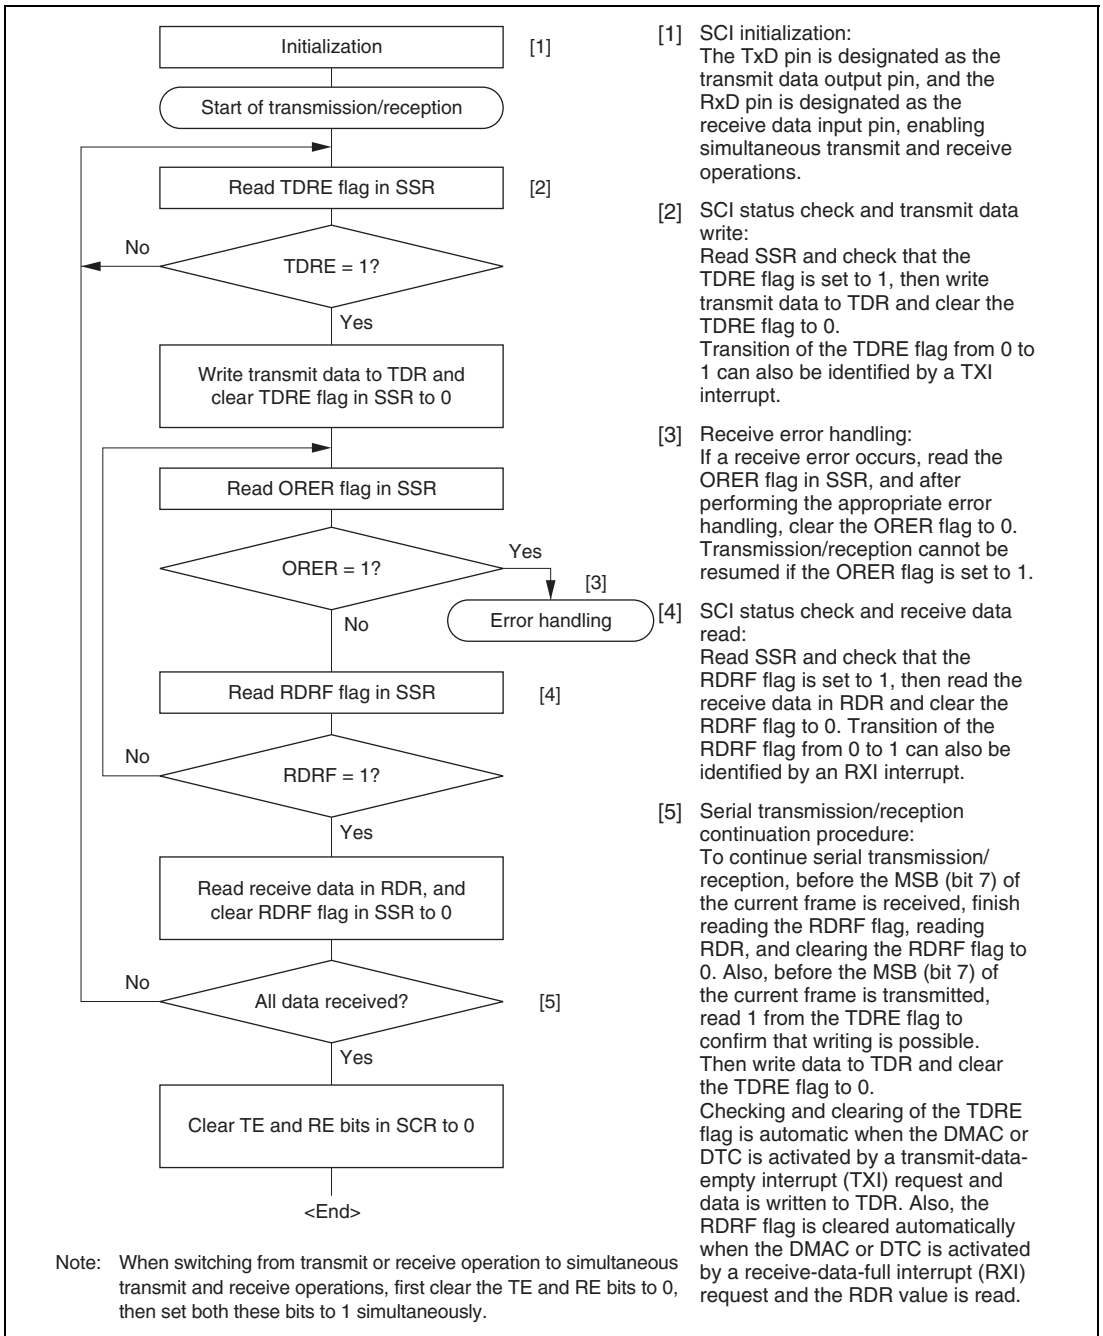 Initialization
[1]
Start of transmission/reception
Read TDRE flag in SSR
[2]
No
TDRE = 1?
Yes
Write transmit data to TDR and
clear TDRE flag in SSR to 0
Read ORER flag in SSR
Yes
ORER = 1?
[3]
No
Error handling
Read RDRF flag in SSR
[4]
No
RDRF = 1?
Yes
Read receive data in RDR, and
clear RDRF flag in SSR to 0
No
All data received?
[5]
Yes
Clear TE and RE bits in SCR to 0
<End>
Note: When switching from transmit or receive operation to simultaneous
transmit and receive operations, first clear the TE and RE bits to 0,
then set both these bits to 1 simultaneously.
[1] SCI initialization:
The TxD pin is designated as the
transmit data output pin, and the
RxD pin is designated as the
receive data input pin, enabling
simultaneous transmit and receive
operations.
[2] SCI status check and transmit data
write:
Read SSR and check that the
TDRE flag is set to 1, then write
transmit data to TDR and clear the
TDRE flag to 0.
Transition of the TDRE flag from 0 to
1 can also be identified by a TXI
interrupt.
[3] Receive error handling:
If a receive error occurs, read the
ORER flag in SSR, and after
performing the appropriate error
handling, clear the ORER flag to 0.
Transmission/reception cannot be
resumed if the ORER flag is set to 1.
[4] SCI status check and receive data
read:
Read SSR and check that the
RDRF flag is set to 1, then read the
receive data in RDR and clear the
RDRF flag to 0. Transition of the
RDRF flag from 0 to 1 can also be
identified by an RXI interrupt.
[5] Serial transmission/reception
continuation procedure:
To continue serial transmission/
reception, before the MSB (bit 7) of
the current frame is received, finish
reading the RDRF flag, reading
RDR, and clearing the RDRF flag to
0. Also, before the MSB (bit 7) of
the current frame is transmitted,
read 1 from the TDRE flag to
confirm that writing is possible.
Then write data to TDR and clear
the TDRE flag to 0.
Checking and clearing of the TDRE
flag is automatic when the DMAC or
DTC is activated by a transmit-data-
empty interrupt (TXI) request and
data is written to TDR. Also, the
RDRF flag is cleared automatically
when the DMAC or DTC is activated
by a receive-data-full interrupt (RXI)
request and the RDR value is read.